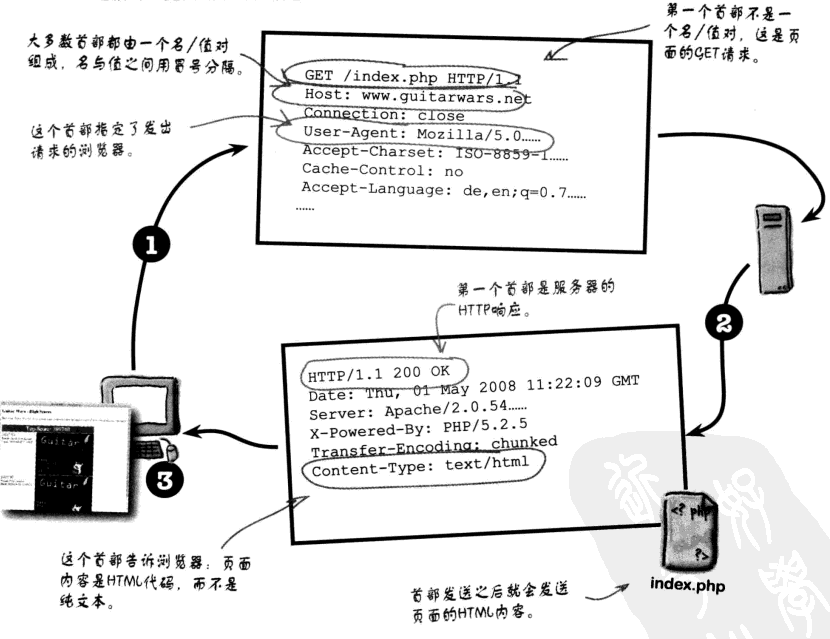 第一个首部不是一
个名/值对，这是页
面的GET请求。
大多数首部都由一个名/值对
组成，名与值之间用冒号分隔。
这个首部指定了发出
请求的浏览器。
GET /index.php HTTP/1.1
Host: www.guitarwars.net
Connection: close
User-Agent: Mozilla/5.0......
Accept-Charset: ISO-8859-1......
Cache-Control: no
Accept-Language: de,en;q=0.7......
......
1
第一个首部是服务器的
HTTP响应。
2
HTTP/1.1 200 OK
Date: Thu, 01 May 2008 11:22:09 GMT
Server: Apache/2.0.54......
X-Powered-By: PHP/5.2.5
Transfer-Encoding: chunked
Content-Type: text/html
Guitar
Guitar
3
<? php
?>
index.php
这个首部告诉浏览器：页面
内容是HTML代码，而不是
纯文本。
首部发送之后就会发送
页面的HTML内容。